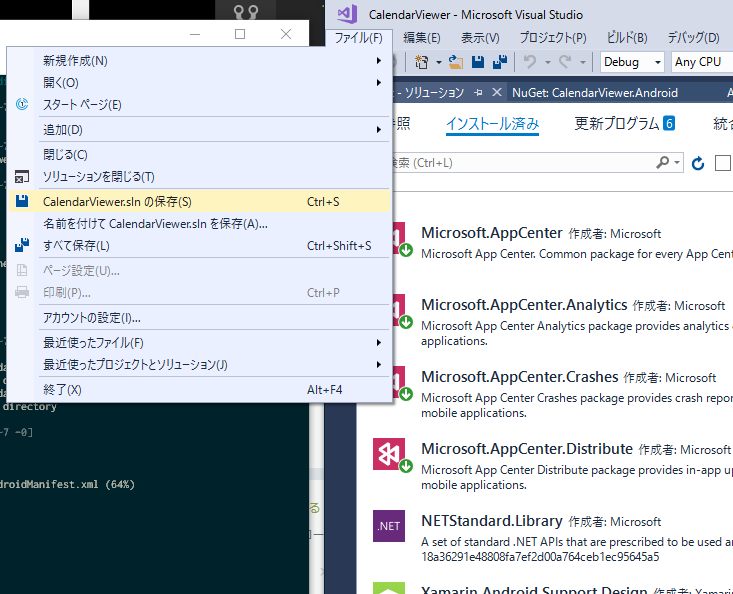 CalendarViewer - Microsoft Visual Studio
ファイル(F) 編集(E) 表示(V) プロジェクト(P) ビルド(B) デバッグ(D)
Debug Any CPU
新規作成(N)
開く(O)
スタート ページ(E)
追加(D)
閉じる(C)
ソリューションを閉じる(T)
CalendarViewer.sln の保存(S) Ctrl+S
名前を付けて CalendarViewer.sln を保存(A)...
すべて保存(L) Ctrl+Shift+S
ページ設定(U)...
印刷(P)... Ctrl+P
アカウントの設定(I)...
最近使ったファイル(F)
最近使ったプロジェクトとソリューション(J)
終了(X) Alt+F4
directory
-7 -0]
droidManifest.xml (64%)
- ソリューション NuGet: CalendarViewer.Android
照 インストール済み 更新プログラム 6 統合
検索 (Ctrl+L)
Microsoft.AppCenter 作成者: Microsoft
Microsoft App Center. Common package for every App Cent
Microsoft.AppCenter.Analytics 作成者: Microsoft
Microsoft App Center Analytics package provides analytics
applications.
Microsoft.AppCenter.Crashes 作成者: Microsoft
Microsoft App Center Crashes package provides crash repor
mobile applications.
Microsoft.AppCenter.Distribute 作成者: Microsoft
Microsoft App Center Distribute package provides in-app up
mobile applications.
.NET
NETStandard.Library 作成者: Microsoft
A set of standard .NET APIs that are prescribed to be used an
18a36291e48808fa7ef2d00a764ceb1ec95645a5
Xamarin.Android.Support.Design 作成者: Xamarin